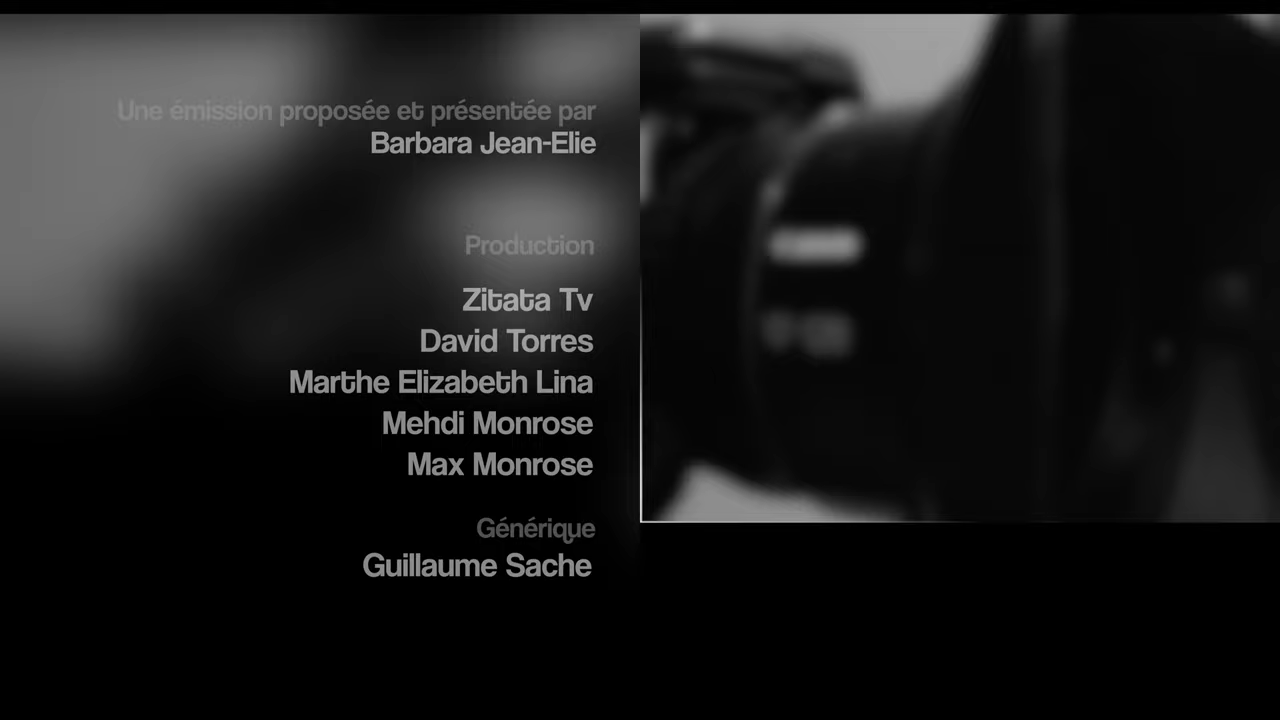 Une émission proposée et présentée par
Barbara Jean-Elie
Production
Zitata Tv
David Torres
Marthe Elizabeth Lina
Mehdi Monrose
Max Monrose
Générique
Guillaume Sache